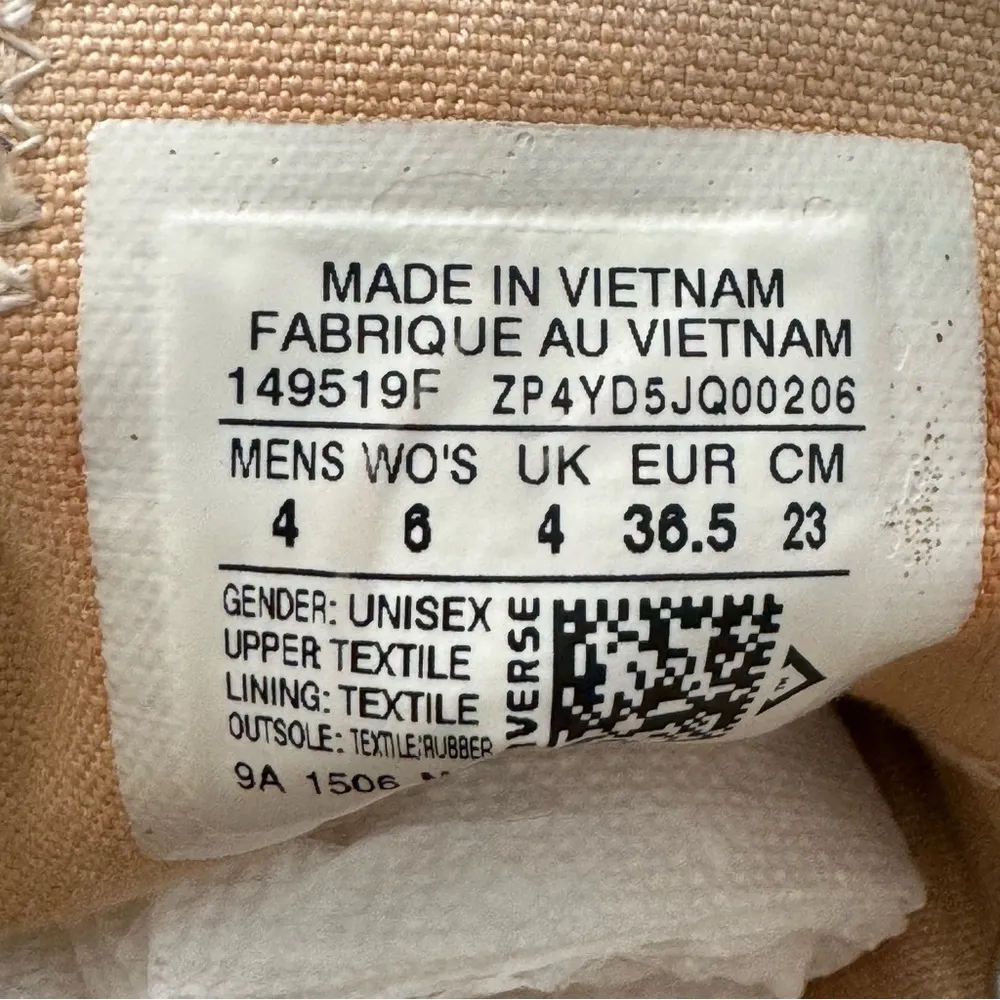 MADE IN VIETNAM
FABRIQUE AU VIETNAM
149519F ZP4YD5JQ00206
MENS WO'S UK EUR CM
4 6 4 36.5 23
GENDER: UNISEX
UPPER: TEXTILE
LINING: TEXTILE
OUTSOLE: TEXTILE/RUBBER
9A 1506
VERSE